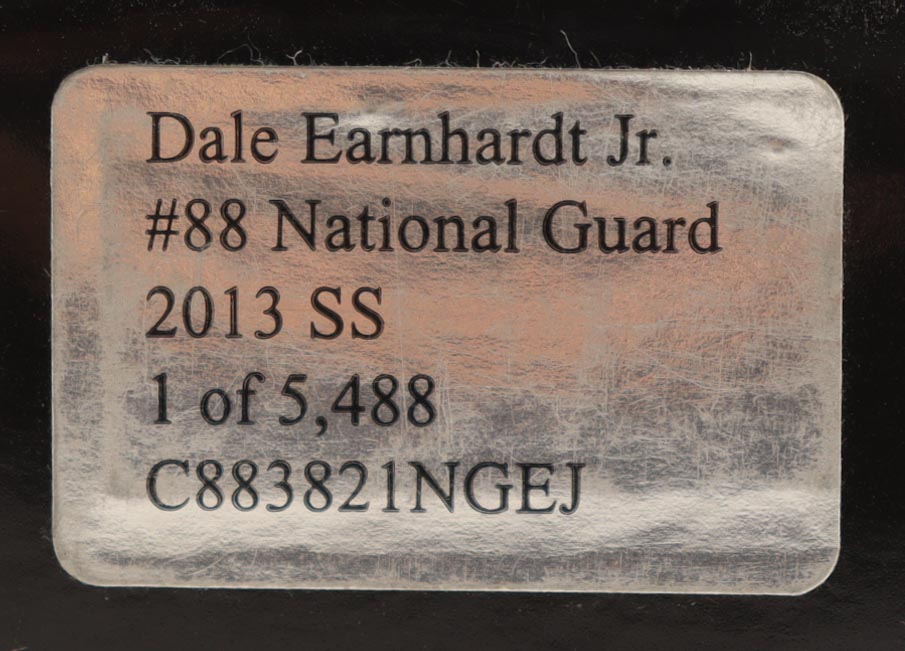 Dale Earnhardt Jr.
#88 National Guard
2013 SS
1 of 5,488
C883821NGEJ